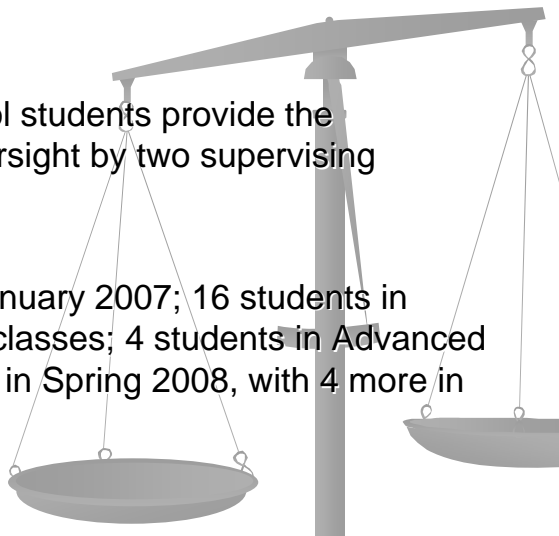 ol students provide the
rsight by two supervising
nuary 2007; 16 students in
classes; 4 students in Advanced
in Spring 2008, with 4 more in